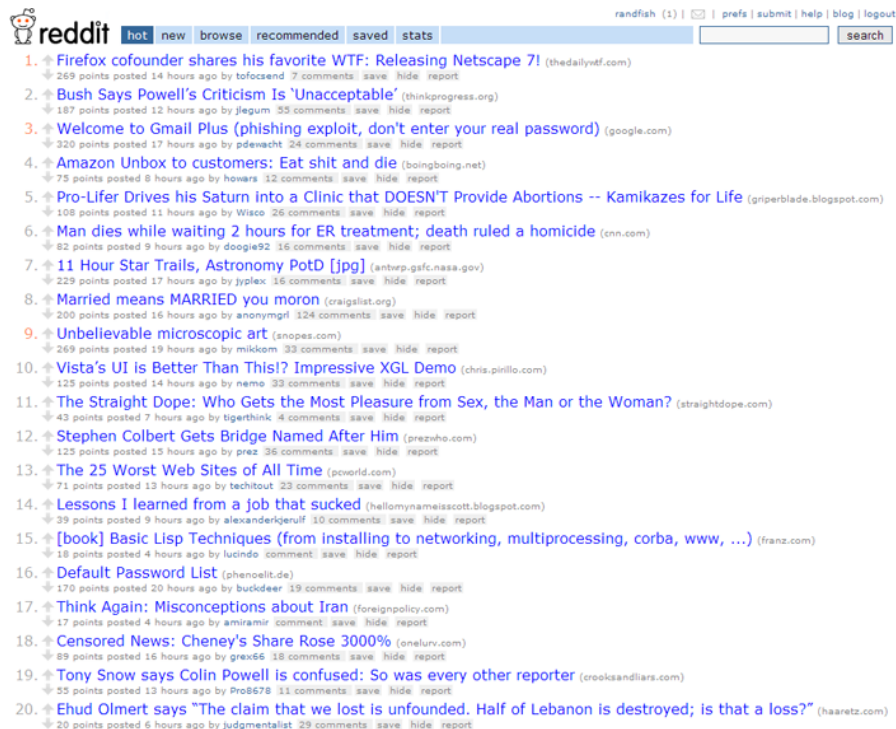 randfish (1) | | prefs | submit | help | blog | logout
reddit hot new browse recommended saved stats search
1. Firefox cofounder shares his favorite WTF: Releasing Netscape 7! (thedailywtf.com)
269 points posted 14 hours ago by tofocsend 7 comments save hide report
2. Bush Says Powell's Criticism Is ‘Unacceptable’ (thinkprogress.org)
187 points posted 12 hours ago by jlegum 55 comments save hide report
3. Welcome to Gmail Plus (phishing exploit, don't enter your real password) (google.com)
320 points posted 17 hours ago by pdewacht 24 comments save hide report
4. Amazon Unbox to customers: Eat shit and die (boingboing.net)
75 points posted 8 hours ago by howars 12 comments save hide report
5. Pro-Lifer Drives his Saturn into a Clinic that DOESN'T Provide Abortions -- Kamikazes for Life (griperblade.blogspot.com)
108 points posted 11 hours ago by Wisco 26 comments save hide report
6. Man dies while waiting 2 hours for ER treatment; death ruled a homicide (cnn.com)
82 points posted 9 hours ago by doogie92 16 comments save hide report
7. 11 Hour Star Trails, Astronomy PotD [jpg] (antwrp.gsfc.nasa.gov)
229 points posted 17 hours ago by jyplex 16 comments save hide report
8. Married means MARRIED you moron (craigslist.org)
200 points posted 16 hours ago by anonymgrl 124 comments save hide report
9. Unbelievable microscopic art (snopes.com)
269 points posted 19 hours ago by mikkom 33 comments save hide report
10. Vista's UI is Better Than This!? Impressive XGL Demo (chris.pirillo.com)
125 points posted 14 hours ago by nemo 33 comments save hide report
11. The Straight Dope: Who Gets the Most Pleasure from Sex, the Man or the Woman? (straightdope.com)
43 points posted 7 hours ago by tigerthink 4 comments save hide report
12. Stephen Colbert Gets Bridge Named After Him (prezwho.com)
125 points posted 15 hours ago by prez 36 comments save hide report
13. The 25 Worst Web Sites of All Time (pcworld.com)
71 points posted 13 hours ago by techitout 23 comments save hide report
14. Lessons I learned from a job that sucked (hellomynameisscott.blogspot.com)
39 points posted 9 hours ago by alexanderkjerulf 10 comments save hide report
15. [book] Basic Lisp Techniques (from installing to networking, multiprocessing, corba, www, ...) (franz.com)
18 points posted 4 hours ago by lucindo comment save hide report
16. Default Password List (phenoelit.de)
170 points posted 20 hours ago by buckdeer 19 comments save hide report
17. Think Again: Misconceptions about Iran (foreignpolicy.com)
17 points posted 4 hours ago by amiramir comment save hide report
18. Censored News: Cheney's Share Rose 3000% (onelurv.com)
89 points posted 16 hours ago by grex66 18 comments save hide report
19. Tony Snow says Colin Powell is confused: So was every other reporter (crooksandliars.com)
55 points posted 13 hours ago by Pro8678 11 comments save hide report
20. Ehud Olmert says “The claim that we lost is unfounded. Half of Lebanon is destroyed; is that a loss?” (haaretz.com)
20 points posted 6 hours ago by judgmentalist 29 comments save hide report